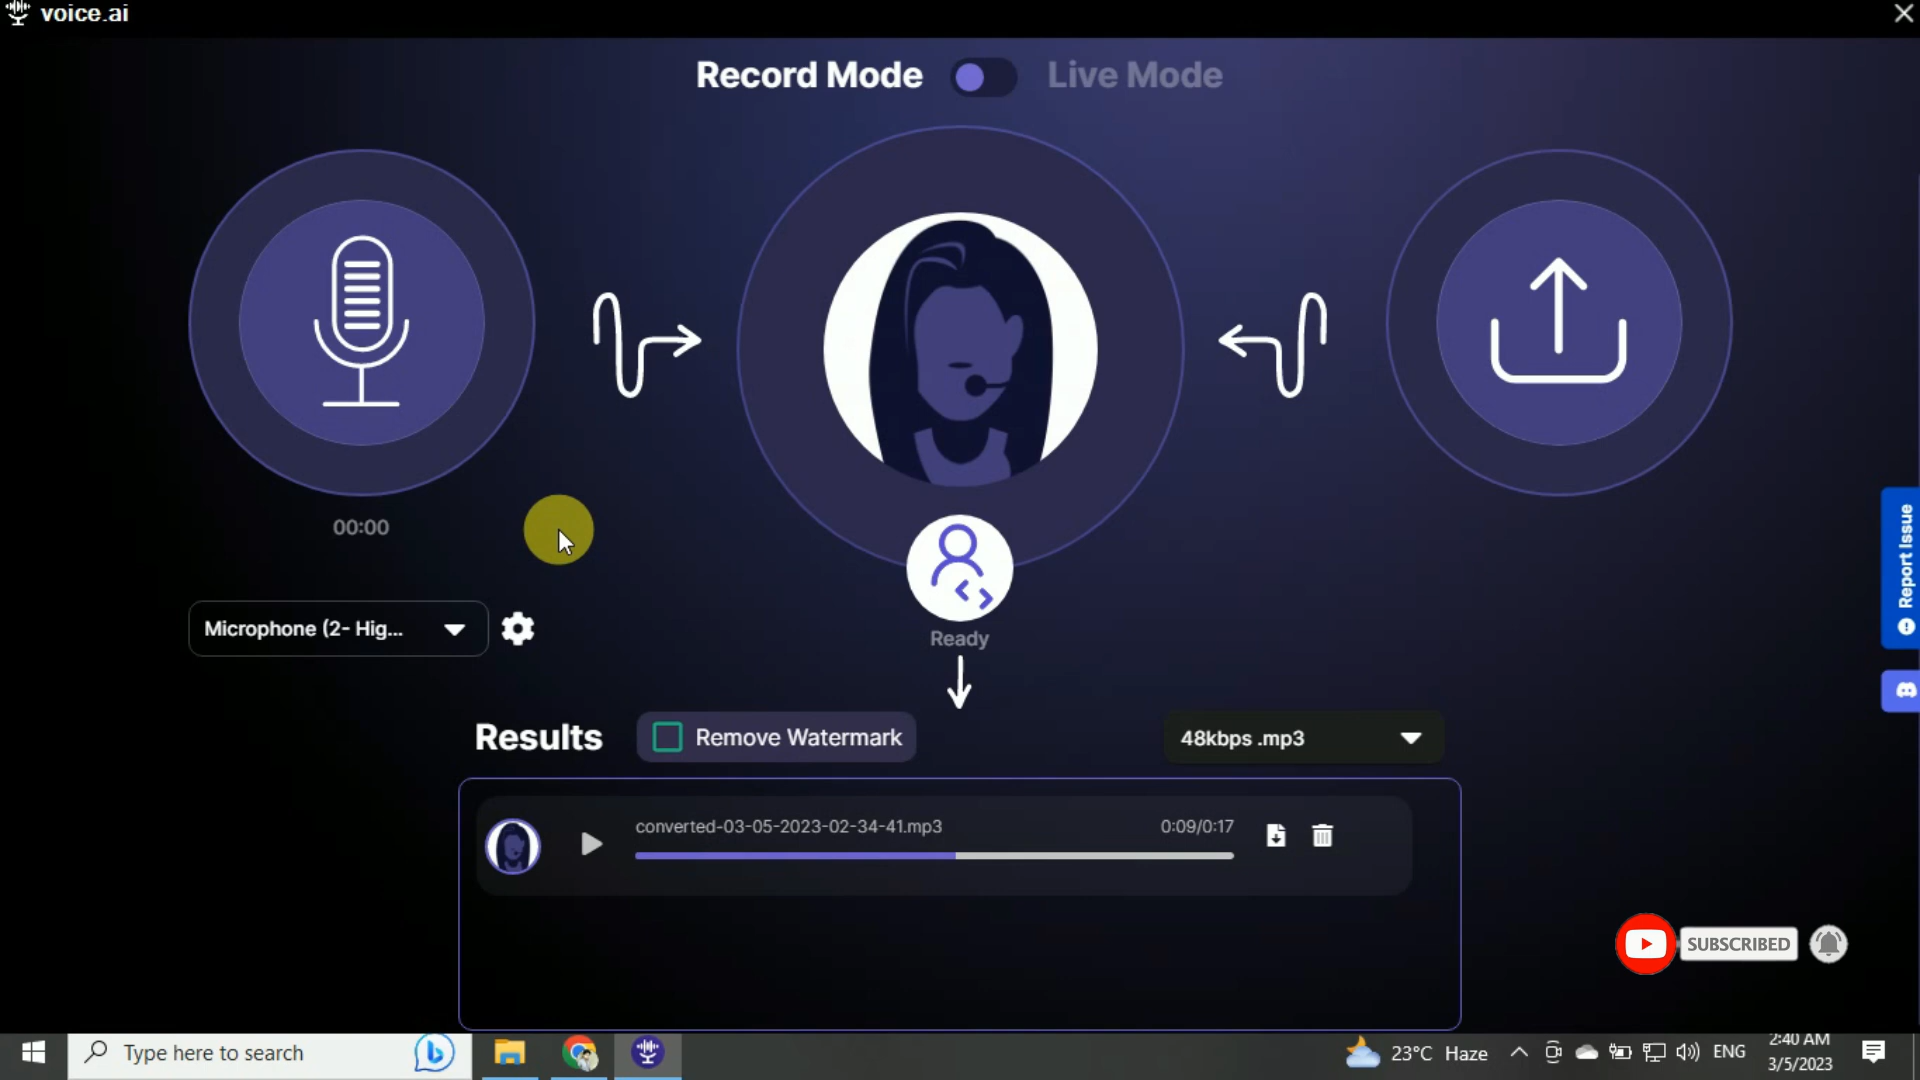 voice.ai
Record Mode
Live Mode
00:00
Microphone (2- Hig...
Ready
Report Issue
Results
Remove Watermark
48kbps .mp3
converted-03-05-2023-02-34-41.mp3
0:09/0:17
SUBSCRIBED
Type here to search
23°C Haze
ENG
2:40 AM
3/5/2023